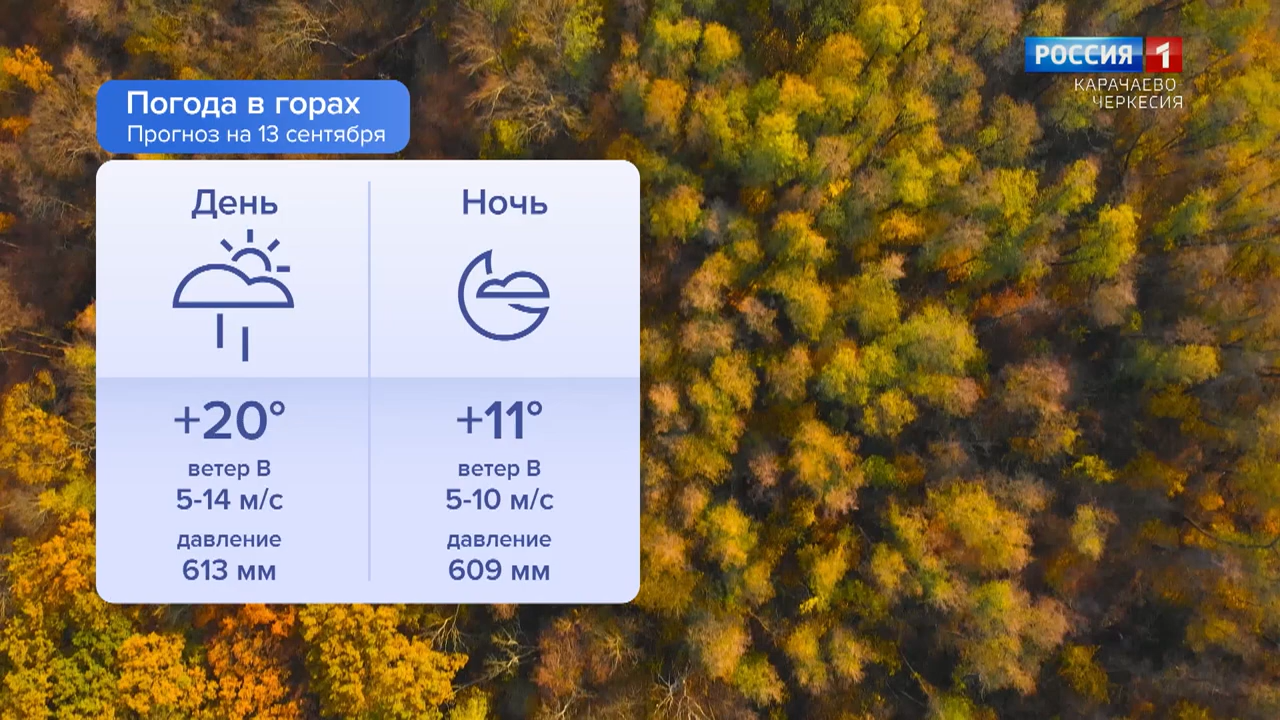 РОССИЯ 1
КАРАЧАЕВО
ЧЕРКЕСИЯ
Погода в горах
Прогноз на 13 сентября
День
Ночь
+20°
+11°
ветер В
ветер В
5-14 м/с
5-10 м/с
давление
давление
613 мм
609 мм